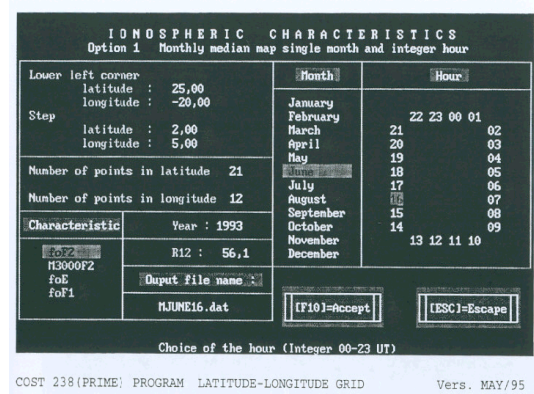 IONOSPHERIC CHARACTERISTICS
Option 1 Monthly median map single month and integer hour
Lower left corner
latitude : 25,00
longitude : -20,00
Step
latitude : 2,00
longitude : 5,00
Number of points in latitude 21
Number of points in longitude 12
Characteristic
foF2
M3000F2
foE
foF1
Year : 1993
R12 : 56,1
Ouput file name :
MJUNE16.dat
Month
January
February
March
April
May
June
July
August
September
October
November
December
Hour
22 23 00 01
21 02
20 03
19 04
18 05
17 06
16 07
15 08
14 09
13 12 11 10
[F10]=Accept
[ESC]=Escape
Choice of the hour (Integer 00-23 UT)
COST 238(PRIME) PROGRAM LATITUDE-LONGITUDE GRID Vers. MAY/95